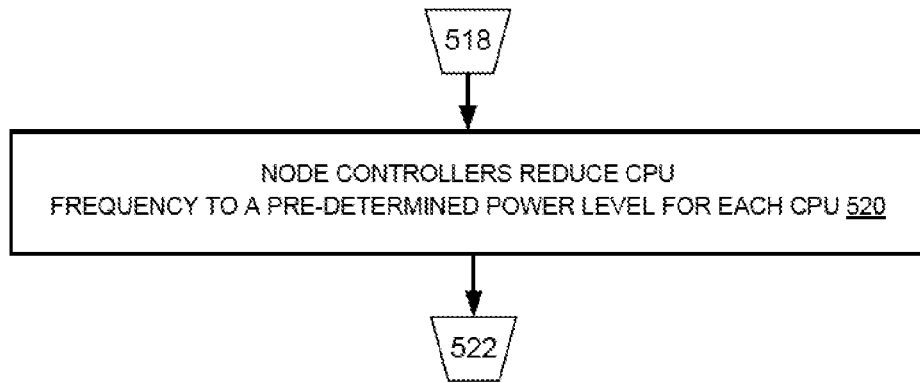 518
NODE CONTROLLERS REDUCE CPU
FREQUENCY TO A PRE-DETERMINED POWER LEVEL FOR EACH CPU 520
522